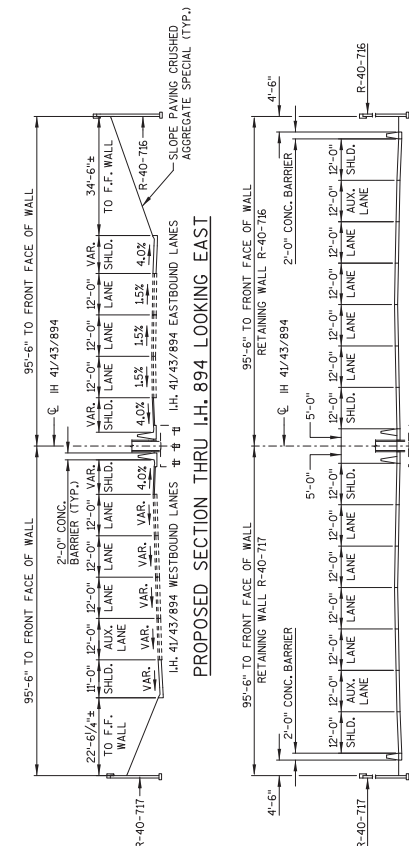 95'-6" TO FRONT FACE OF WALL
95'-6" TO FRONT FACE OF WALL
℄ IH 41/43/894
2'-0" CONC.
BARRIER (TYP.)
22'-6¼"±
TO F.F.
WALL
11'-0"
SHLD.
12'-0"
AUX.
LANE
12'-0"
LANE
12'-0"
LANE
12'-0"
LANE
VAR.
SHLD.
VAR.
SHLD.
12'-0"
LANE
12'-0"
LANE
12'-0"
LANE
VAR.
SHLD.
34'-6"±
TO F.F. WALL
VAR.
VAR.
VAR.
VAR.
VAR.
4.0%
4.0%
1.5%
1.5%
1.5%
4.0%
R-40-717
R-40-716
SLOPE PAVING CRUSHED
AGGREGATE SPECIAL (TYP.)
I.H. 41/43/894 WESTBOUND LANES
I.H. 41/43/894 EASTBOUND LANES
PROPOSED SECTION THRU I.H. 894 LOOKING EAST
95'-6" TO FRONT FACE OF WALL
RETAINING WALL R-40-717
95'-6" TO FRONT FACE OF WALL
RETAINING WALL R-40-716
℄ IH 41/43/894
4'-6"
2'-0" CONC. BARRIER
5'-0"
5'-0"
2'-0" CONC. BARRIER
4'-6"
12'-0"
SHLD.
12'-0"
AUX.
LANE
12'-0"
LANE
12'-0"
LANE
12'-0"
LANE
12'-0"
LANE
12'-0"
SHLD.
12'-0"
SHLD.
12'-0"
LANE
12'-0"
LANE
12'-0"
LANE
12'-0"
LANE
12'-0"
AUX.
LANE
12'-0"
SHLD.
R-40-717
R-40-716